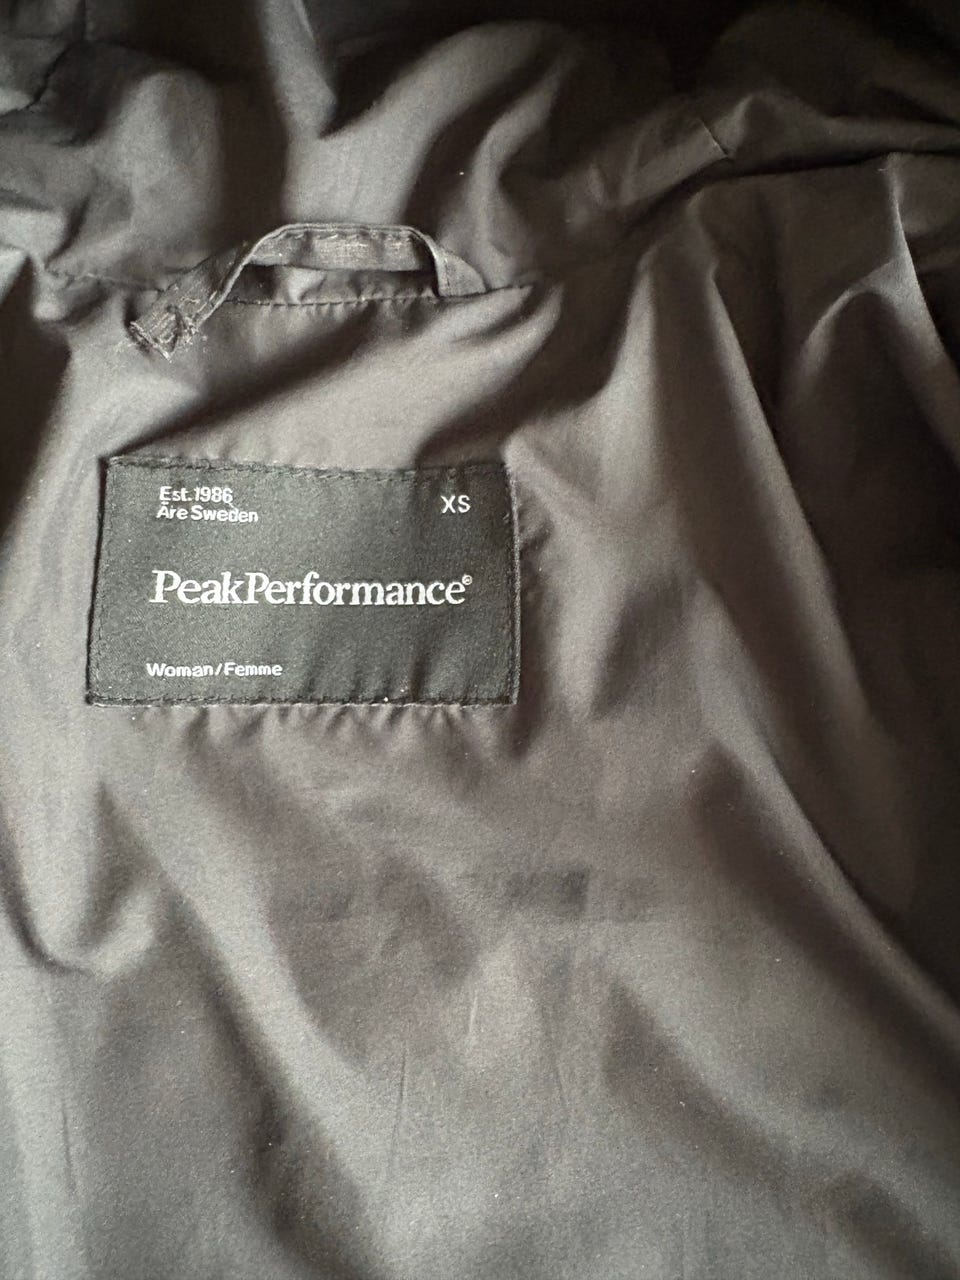 Est.1986
Åre Sweden
XS
PeakPerformance®
Woman/Femme